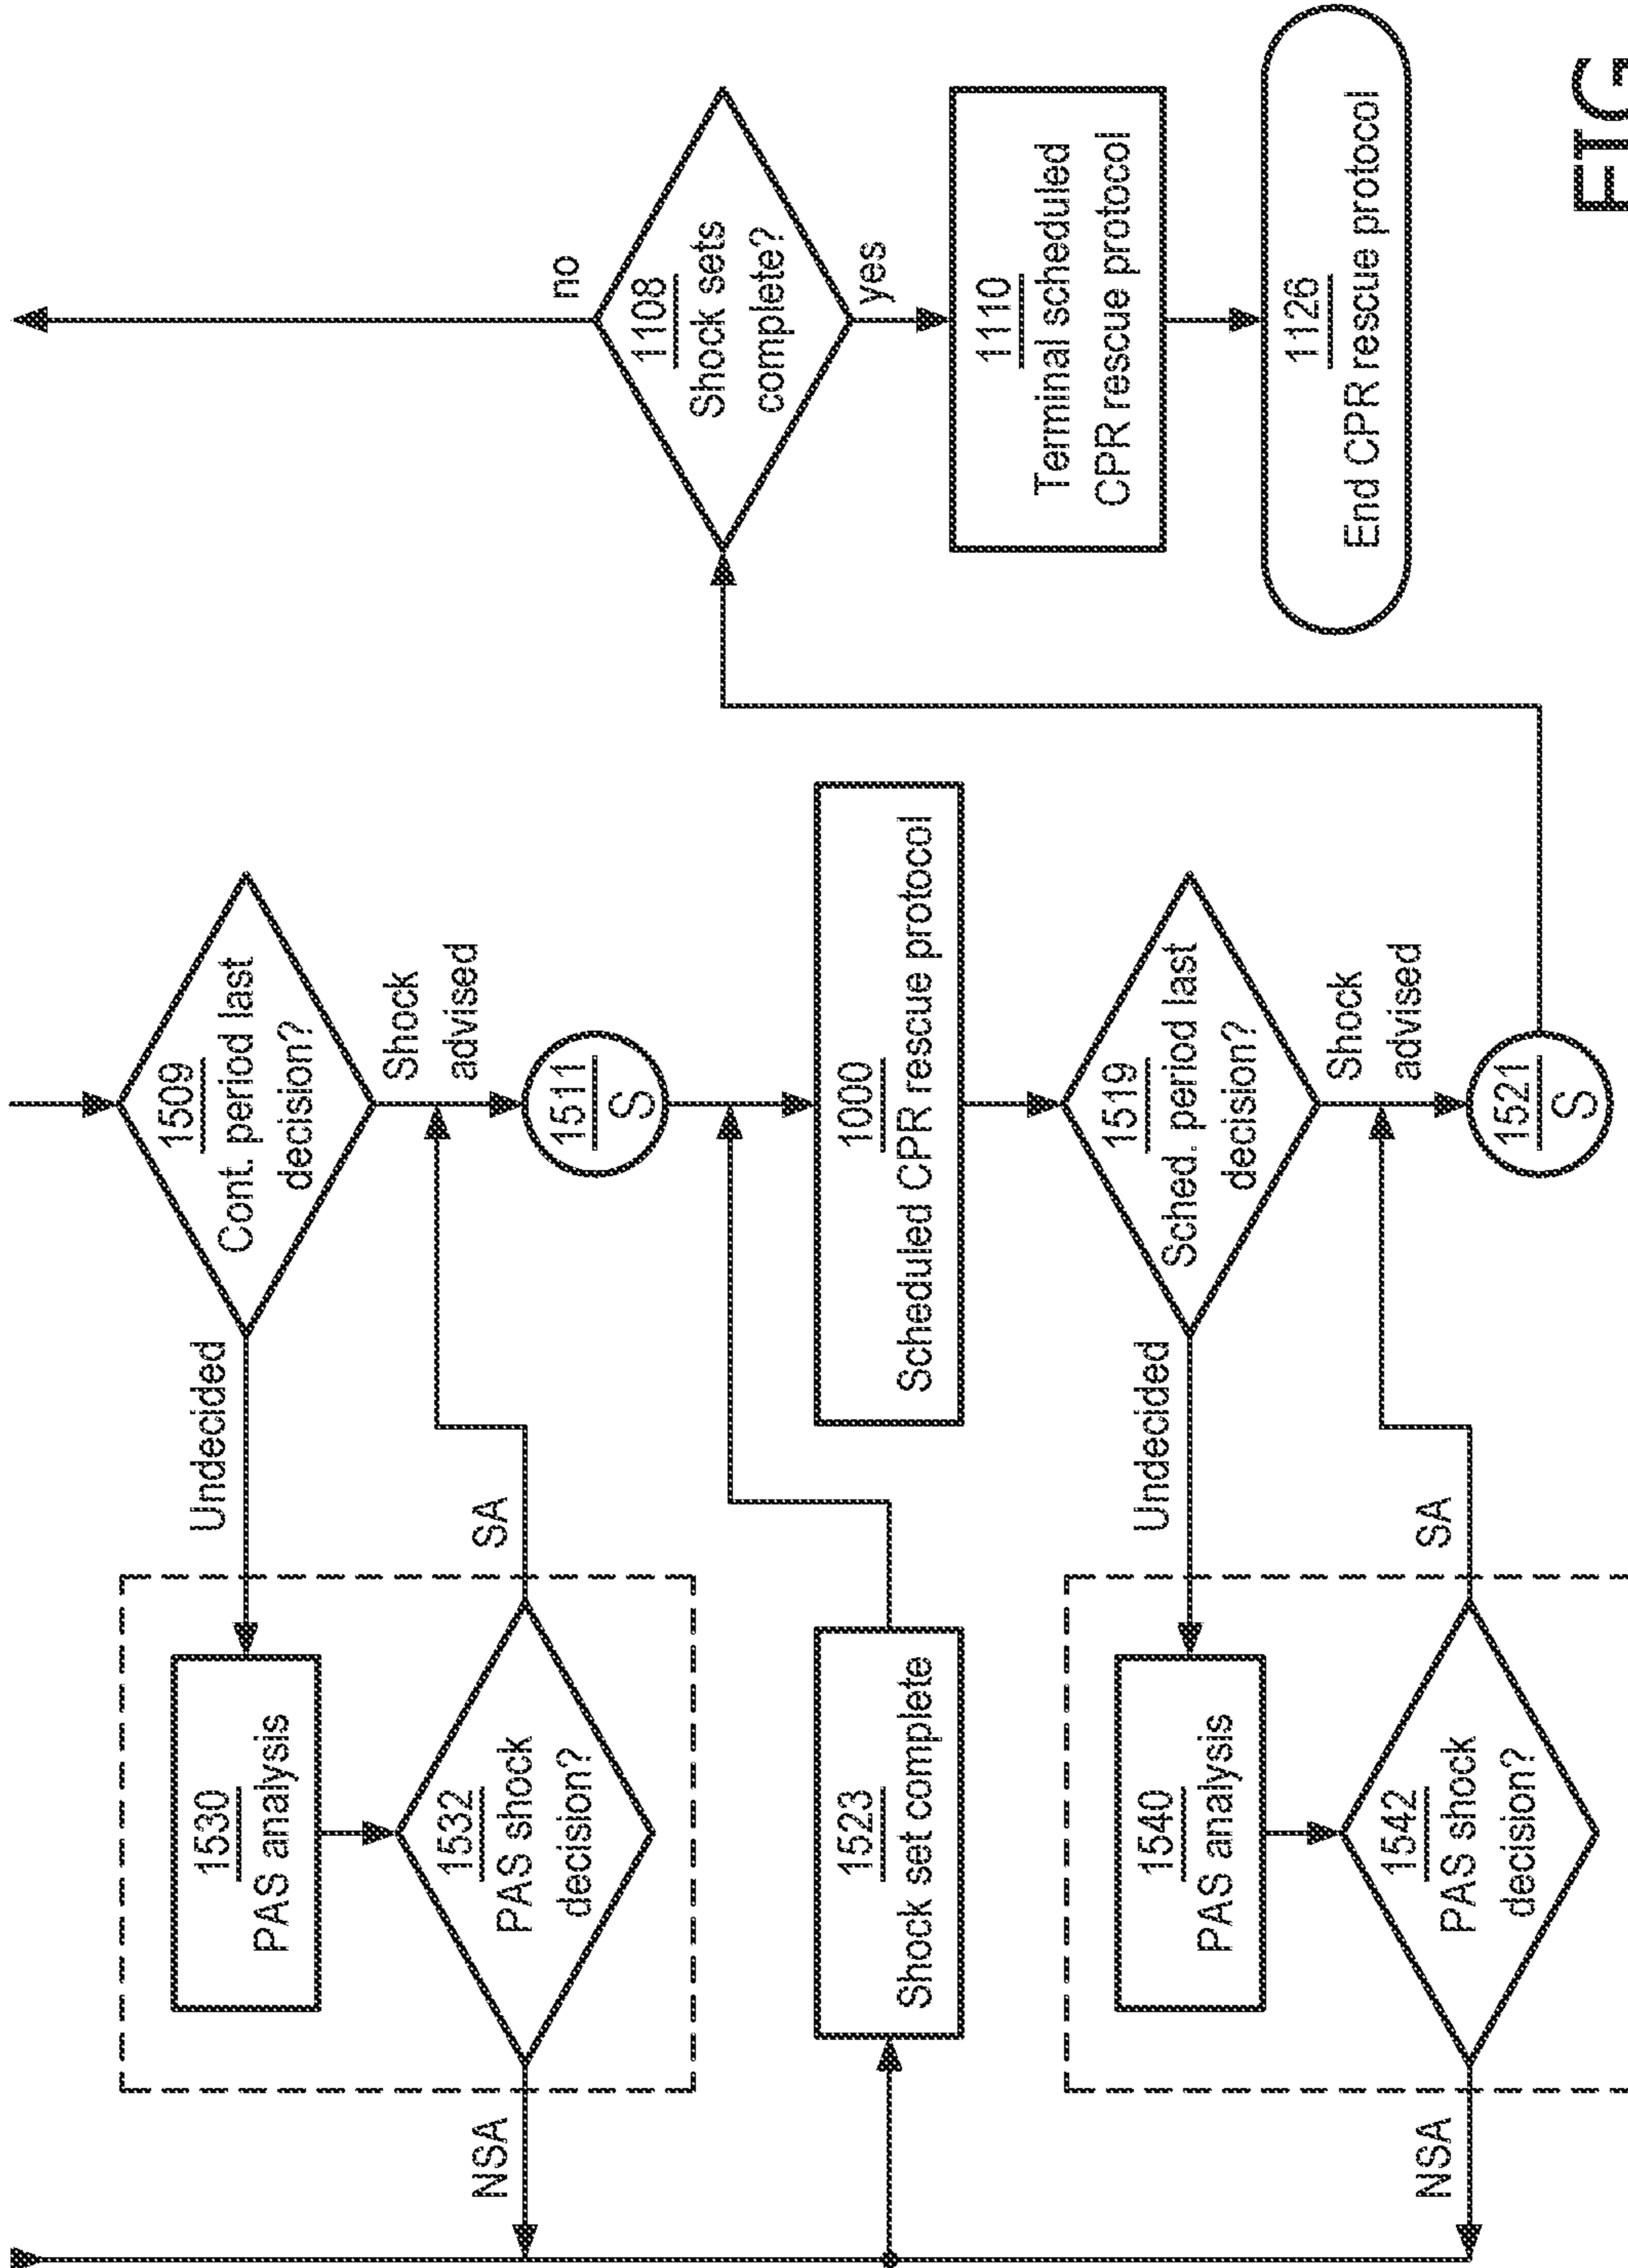 1509
Cont. period last
decision?
Undecided
Shock
advised
1530
PAS analysis
1532
PAS shock
decision?
SA
NSA
1511
S
1523
Shock set complete
1000
Scheduled CPR rescue protocol
1519
Sched. period last
decision?
Undecided
Shock
advised
1540
PAS analysis
1542
PAS shock
decision?
SA
NSA
1521
S
no
1108
Shock sets
complete?
yes
1110
Terminal scheduled
CPR rescue protocol
1126
End CPR rescue protocol
FIG